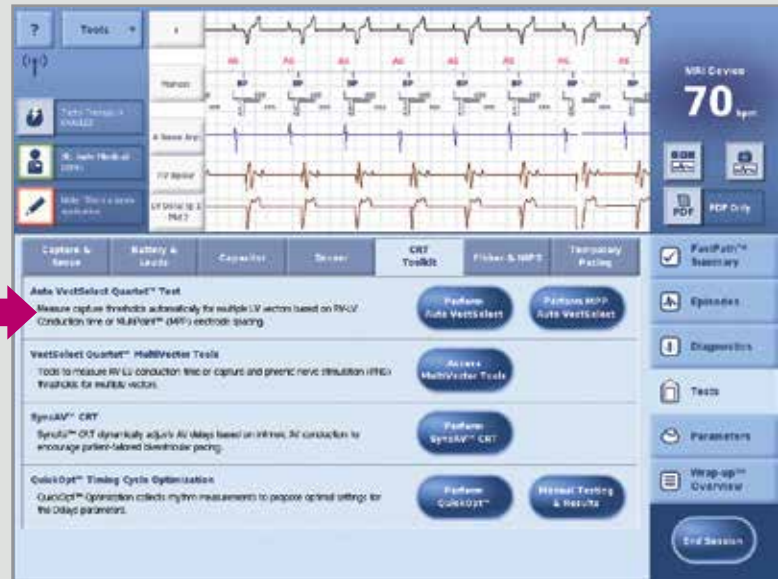 ?
Tools
MRI Device
70 bpm
PDF
PDF Only
Capture & Sense
Battery & Leads
Capacitor
Sensor
CRT Toolkit
Temporary Pacing
Auto VectSelect Quartet™ Test
Measure capture thresholds automatically for multiple LV vectors based on RV-LV
Conduction time or MultiPoint™ (MPP) electrode spacing.
Perform
Auto VectSelect
Perform MPP
Auto VectSelect
VectSelect Quartet™ MultiVector Tools
Tools to measure RV-LV conduction time or capture and phrenic nerve stimulation (PNS)
thresholds for multiple vectors.
Access
MultiVector Tools
SyncAV™ CRT
SyncAV™ CRT dynamically adjusts AV delays based on intrinsic AV conduction to
encourage patient-tailored biventricular pacing.
Perform
SyncAV™ CRT
QuickOpt™ Timing Cycle Optimization
QuickOpt™ Optimization collects rhythm measurements to propose optimal settings for
the Delays parameters.
Perform
QuickOpt™
Manual Testing
& Results
FastPath™
Summary
Episodes
Diagnostics
Tests
Parameters
Wrap-up™
Overview
End Session